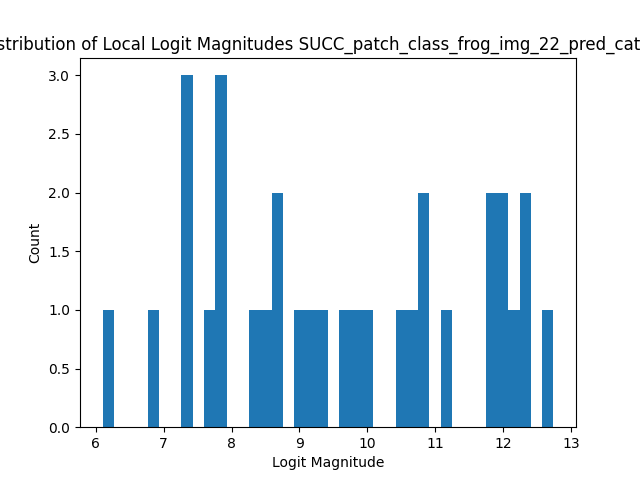 stribution of Local Logit Magnitudes SUCC_patch_class_frog_img_22_pred_cat
3.0
2.5
2.0
1.5
1.0
0.5
0.0
Count
6 7 8 9 10 11 12 13
Logit Magnitude